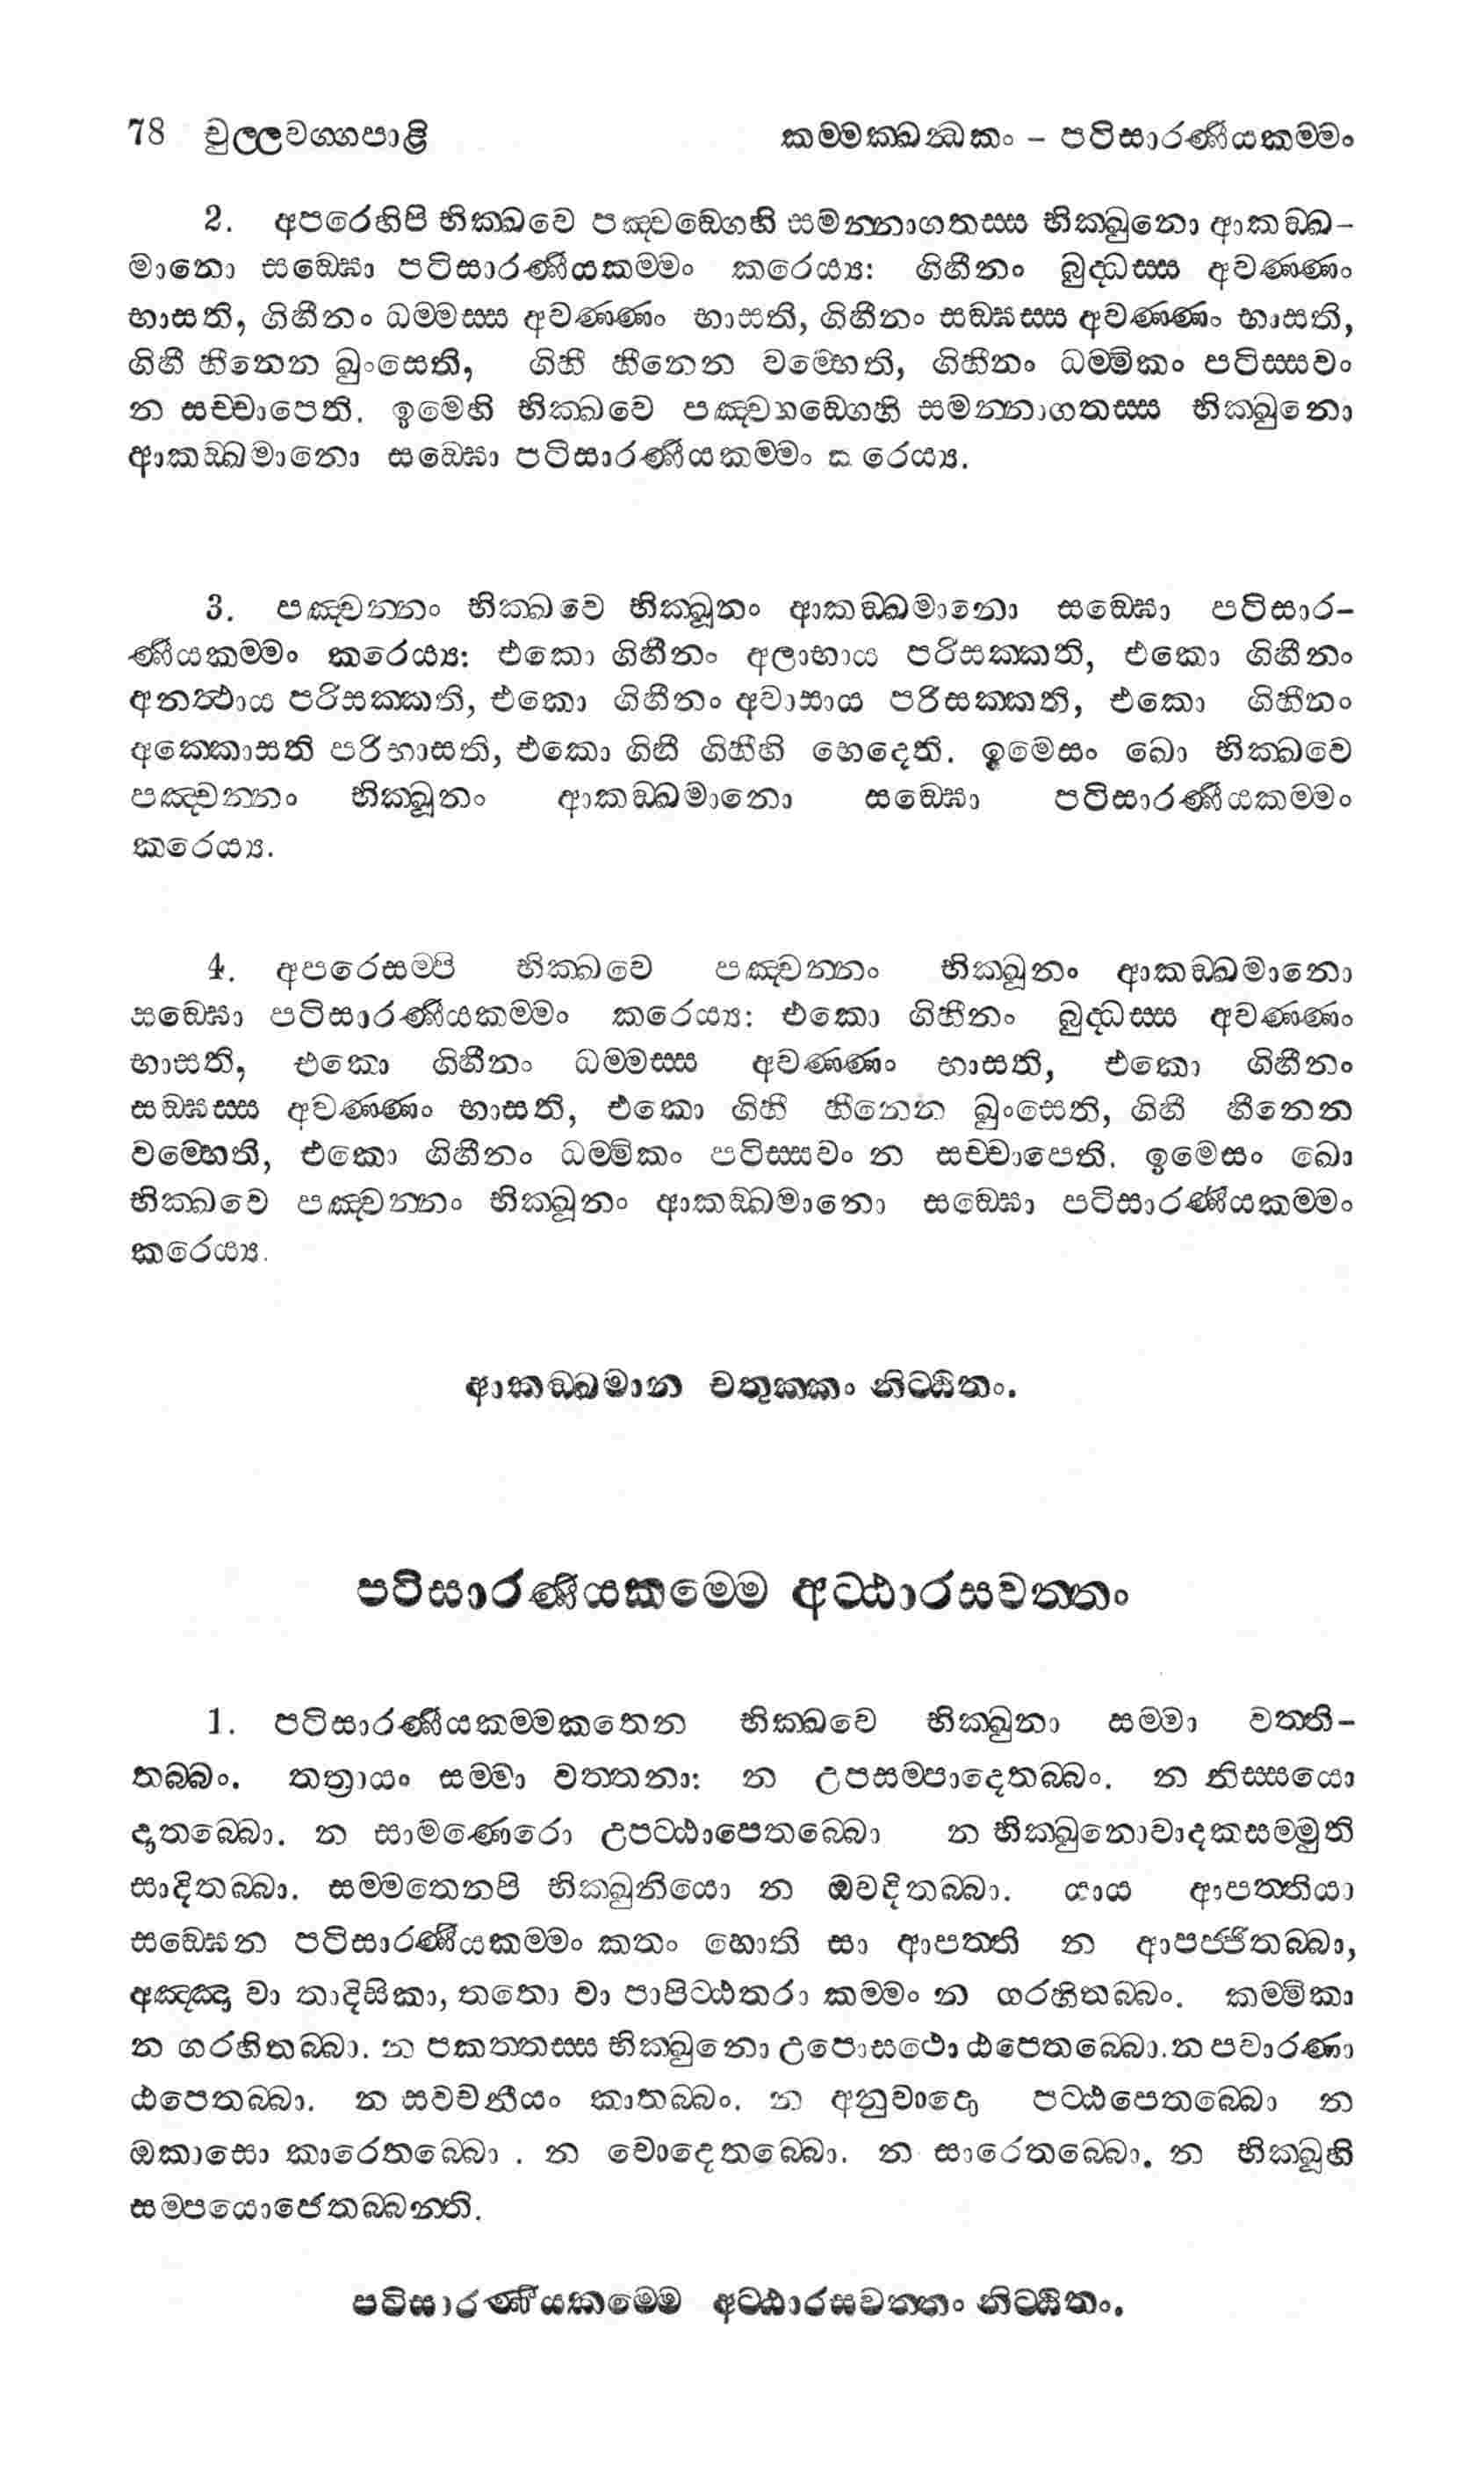 78 චුල්ලවග්ගපාළි කම්මක්ඛන්ධකං – පටිසාරණීයකම්මං
2. අපරෙහිපි භික්ඛවෙ පඤ්චඞ්ගෙහි සමන්නාගතස්ස භික්ඛුනො ආකඞ්ඛ–
මානො සඞ්ඝො පටිසාරණීයකම්මං කරෙය්‍ය: ගිහීනං බුද්ධස්ස අවණ්ණං
භාසති, ගිහීනං ධම්මස්ස අවණ්ණං භාසති, ගිහීනං සඞ්ඝස්ස අවණ්ණං භාසති,
ගිහී හීනෙන ඛුංසෙති, ගිහී හීනෙන වම්භෙති, ගිහීනං ධම්මිකං පටිස්සවං
න සච්චාපෙති. ඉමෙහි භික්ඛවෙ පඤ්චහඞ්ගෙහි සමන්නාගතස්ස භික්ඛුනො
ආකඞ්ඛමානො සඞ්ඝො පටිසාරණීයකම්මං කරෙය්‍ය.
3. පඤ්චන්නං භික්ඛවෙ භික්ඛූනං ආකඞ්ඛමානො සඞ්ඝො පටිසාර–
ණීයකම්මං කරෙය්‍ය: එකො ගිහීනං අලාභාය පරිසක්කති, එකො ගිහීනං
අනත්ථාය පරිසක්කති, එකො ගිහීනං අවාසාය පරිසක්කති, එකො ගිහීනං
අක්කොසති පරිභාසති, එකො ගිහී ගිහීහි භෙදෙති. ඉමෙසං ඛො භික්ඛවෙ
පඤ්චන්නං භික්ඛූනං ආකඞ්ඛමානො සඞ්ඝො පටිසාරණීයකම්මං
කරෙය්‍ය.
4. අපරෙසම්පි භික්ඛවෙ පඤ්චන්නං භික්ඛූනං ආකඞ්ඛමානො
සඞ්ඝො පටිසාරණීයකම්මං කරෙය්‍ය: එකො ගිහීනං බුද්ධස්ස අවණ්ණං
භාසති, එකො ගිහීනං ධම්මස්ස අවණ්ණං භාසති, එකො ගිහීනං
සඞ්ඝස්ස අවණ්ණං භාසති, එකො ගිහී හීනෙන ඛුංසෙති, ගිහී හීනෙන
වම්භෙති, එකො ගිහීනං ධම්මිකං පටිස්සවං න සච්චාපෙති. ඉමෙසං ඛො
භික්ඛවෙ පඤ්චන්නං භික්ඛූනං ආකඞ්ඛමානො සඞ්ඝො පටිසාරණීයකම්මං
කරෙය්‍ය.
ආකඞ්ඛමාන චතුක්කං නිට්ඨිතං.
පටිසාරණීයකම්මෙ අට්ඨාරසවත්තං
1. පටිසාරණීයකම්මකතෙන භික්ඛවෙ භික්ඛුනා සම්මා වත්ති–
තබ්බං. තත්‍රායං සම්මා වත්තනා: න උපසම්පාදෙතබ්බං. න නිස්සයො
දාතබ්බො. න සාමණෙරො උපට්ඨාපෙතබ්බො න භික්ඛුනොවාදකසම්මුති
සාදිතබ්බා. සම්මතෙනපි භික්ඛුනියො න ඔවදිතබ්බා. යාය ආපත්තියා
සඞ්ඝෙන පටිසාරණීයකම්මං කතං හොති සා ආපත්ති න ආපජ්ජිතබ්බා,
අඤ්ඤා වා තාදිසිකා, තතො වා පාපිට්ඨතරා කම්මං න ගරහිතබ්බං. කම්මිකා
න ගරහිතබ්බා. න පකතත්තස්ස භික්ඛුනො උපොසථො ඨපෙතබ්බො. න පවාරණා
ඨපෙතබ්බා. න සවචනීයං කාතබ්බං. න අනුවාදො පට්ඨපෙතබ්බො න
ඔකාසො කාරෙතබ්බො . න චොදෙතබ්බො. න සාරෙතබ්බො. න භික්ඛූහි
සම්පයොජෙතබ්බන්ති.
පටිසාරණීයකම්මෙ අට්ඨාරසවත්තං නිට්ඨිතං.